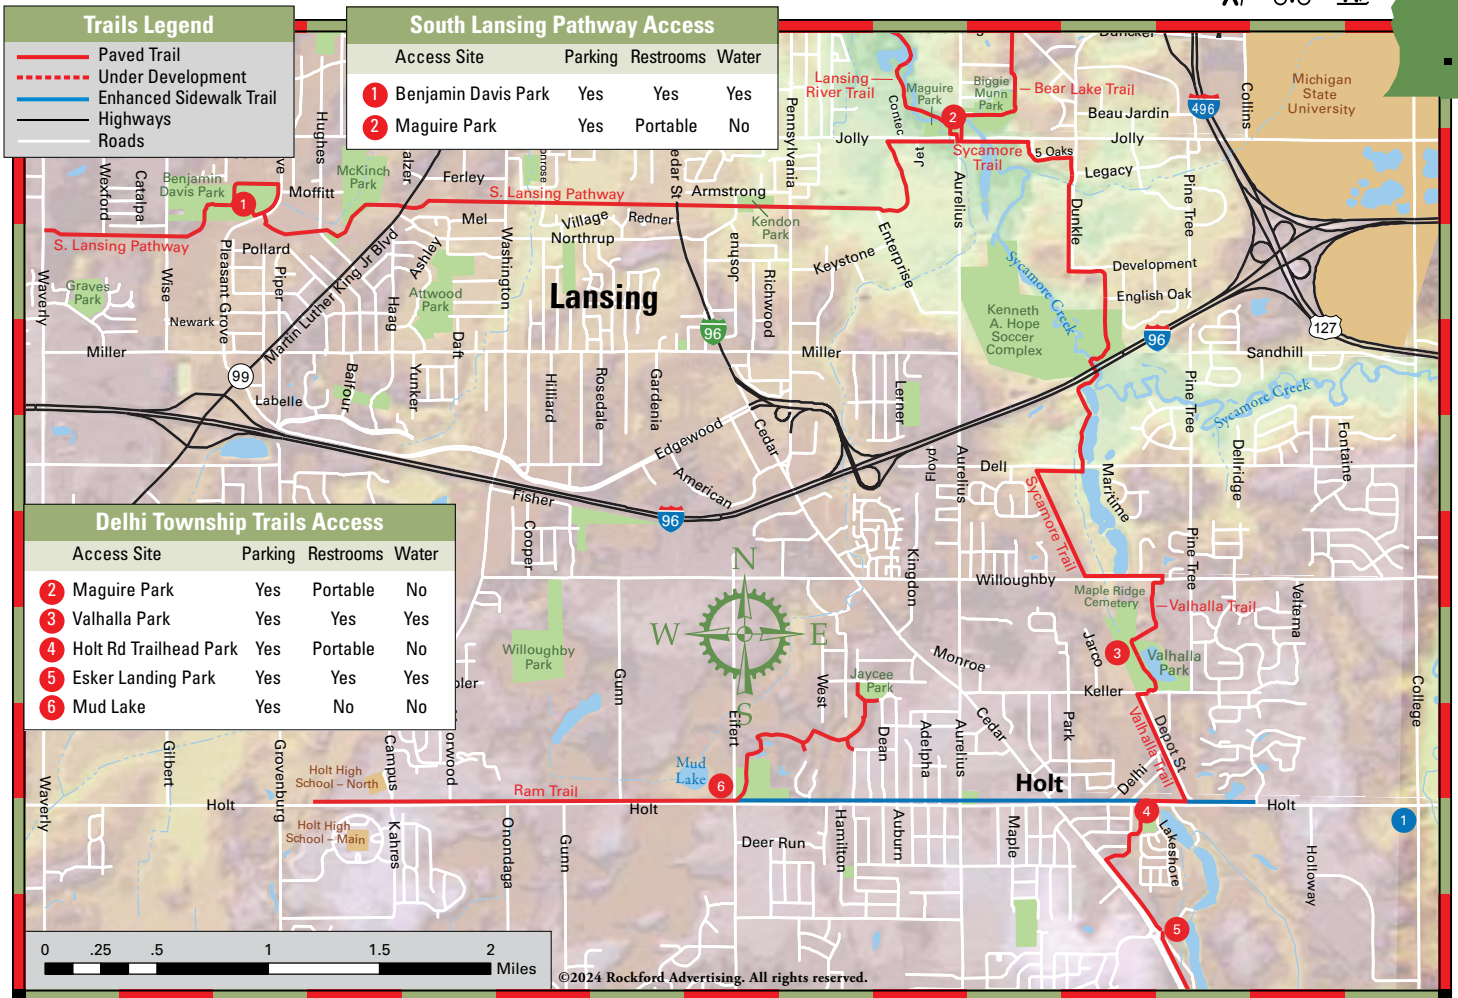 Trails Legend
Paved Trail
Under Development
Enhanced Sidewalk Trail
Highways
Roads
South Lansing Pathway Access
Access Site Parking Restrooms Water
1 Benjamin Davis Park Yes Yes Yes
2 Maguire Park Yes Portable No
Lansing
River Trail
Contec
Maguire
Park
Biggie
Munn
Park
Bear Lake Trail
Beau Jardin
Jolly
Jolly
Jet
2
Sycamore
Trail
5 Oaks
Legacy
496
Collins
Michigan
State
University
Pennsylvania
Hughes
Wexford
Catalpa
Benjamin
Davis Park
1
Moffitt
McKinch
Park
Ferley
S. Lansing Pathway
Armstrong
Kendon
Park
Mel
Village
Northrup
Redner
S. Lansing Pathway
Pollard
Pleasant Grove
Piper
Wise
Waverly
Graves
Park
Newark
Miller
Martin Luther King Jr Blvd
Ashley
Haag
Attwood
Park
Washington
Daft
Lansing
Joshua
Richwood
96
Keystone
Enterprise
Aurelius
Dunkle
Pine Tree
Development
English Oak
Sycamore Creek
Kenneth
A. Hope
Soccer
Complex
96
127
Sandhill
Miller
99
Labelle
Balfour
Yunker
Hilliard
Rosedale
Gardenia
Lerner
Edgewood
Cedar
American
Fisher
96
Cooper
Floyd
Aurelius
Dell
Sycamore Trail
Maritime
Pine Tree
Sycamore Creek
Dellridge
Fontaine
Delhi Township Trails Access
Access Site Parking Restrooms Water
2 Maguire Park Yes Portable No
3 Valhalla Park Yes Yes Yes
4 Holt Rd Trailhead Park Yes Portable No
5 Esker Landing Park Yes Yes Yes
6 Mud Lake Yes No No
N
W E
S
Kingdon
Willoughby
Pine Tree
Maple Ridge
Cemetery
Valhalla Trail
Veltema
Willoughby
Park
Gunn
Monroe
Jarco
3
Valhalla
Park
Keller
Jaycee
Park
West
Eifert
Dean
Adelpha
Aurelius
Cedar
Park
Valhalla Trail
Depot St
Delhi
College
Mud
Lake
6
Gilbert
Grovenburg
Campus
Holt High
School – North
Ram Trail
Waverly
Holt
Holt
Holt
Holt
4
1
Holt High
School – Main
Kahres
Onondaga
Gunn
Deer Run
Hamilton
Auburn
Maple
Lakeshore
Holloway
5
0 .25 .5 1 1.5 2
Miles
©2024 Rockford Advertising. All rights reserved.